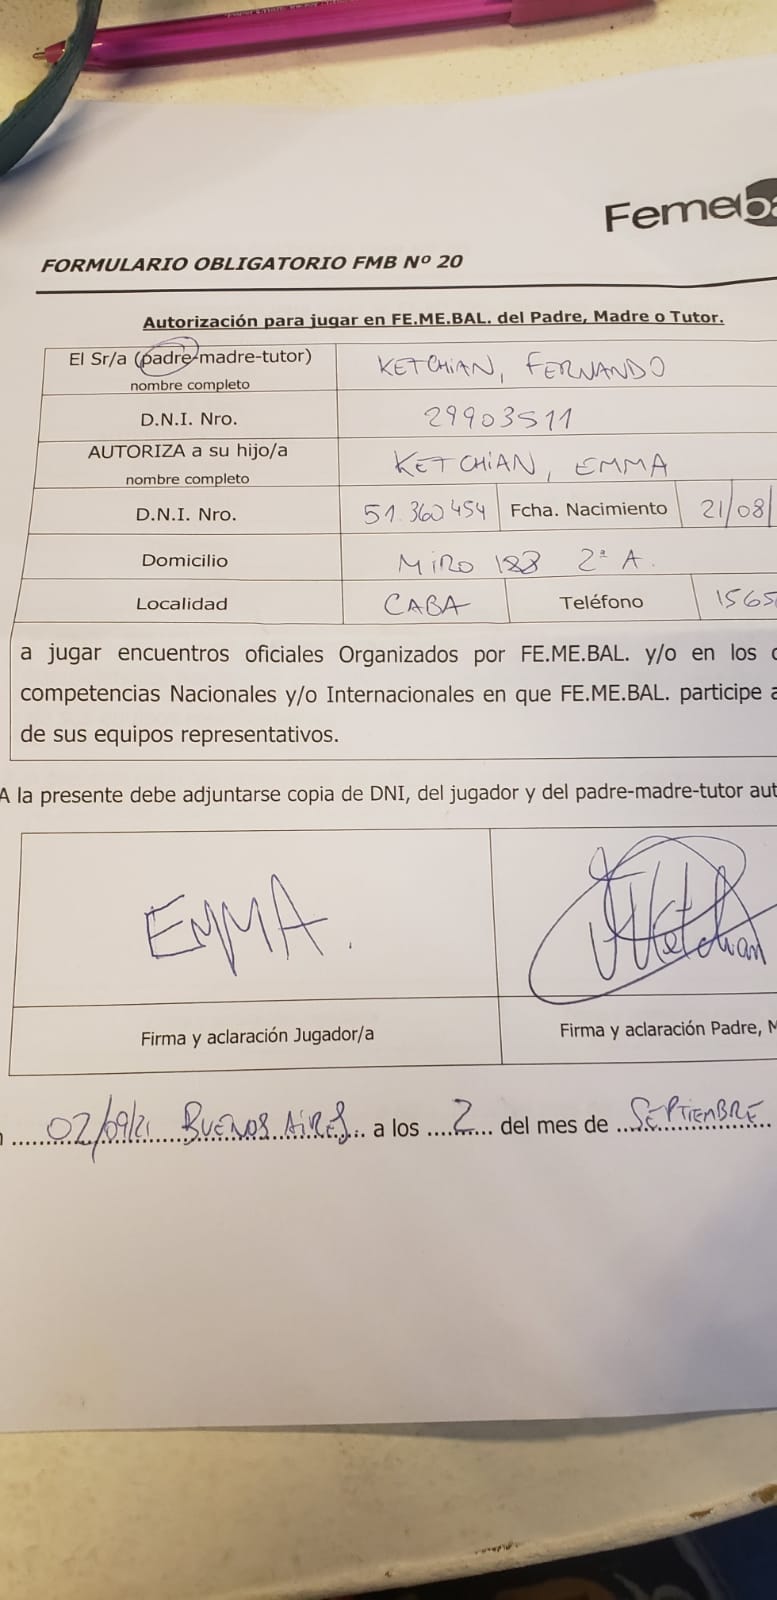 Femeba
FORMULARIO OBLIGATORIO FMB Nº 20
Autorización para jugar en FE.ME.BAL. del Padre, Madre o Tutor.
El Sr/a (padre-madre-tutor) KETCHIAN, FERNANDO
nombre completo
D.N.I. Nro. 29903511
AUTORIZA a su hijo/a KETCHIAN, EMMA
nombre completo
D.N.I. Nro. 51.360454 Fcha. Nacimiento 21/08/
Domicilio MIRO 188 2º A.
Localidad CABA Teléfono 1565
a jugar encuentros oficiales Organizados por FE.ME.BAL. y/o en los
competencias Nacionales y/o Internacionales en que FE.ME.BAL. participe a
de sus equipos representativos.
A la presente debe adjuntarse copia de DNI, del jugador y del padre-madre-tutor aut
EMMA. Ketchian
Firma y aclaración Jugador/a Firma y aclaración Padre, M
02/09/21 BUENOS AIRES a los 2 del mes de SEPTIEMBRE